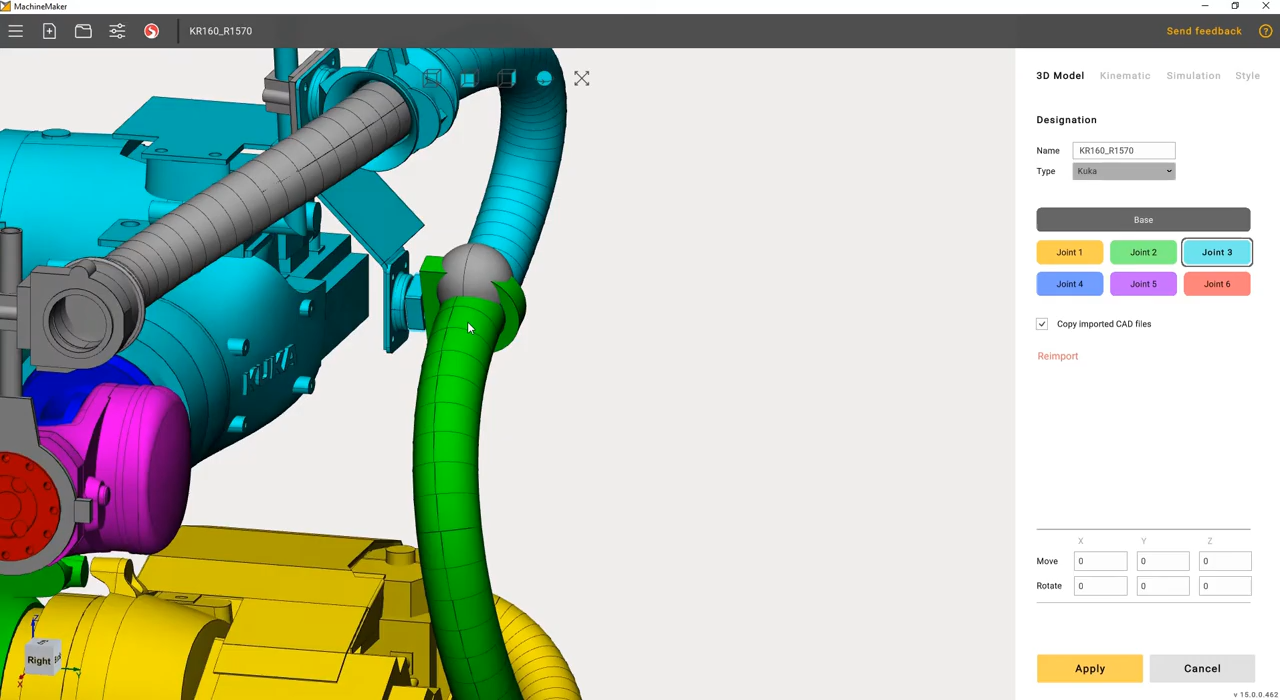 MachineMaker
KR160_R1570
Send feedback
?
3D Model Kinematic Simulation Style
Designation
Name KR160_R1570
Type Kuka
Base
Joint 1 Joint 2 Joint 3
Joint 4 Joint 5 Joint 6
Copy imported CAD files
Reimport
KUKA
X Y Z
Move 0 0 0
Rotate 0 0 0
Z
Right
X
Apply Cancel
v 15.0.0.462